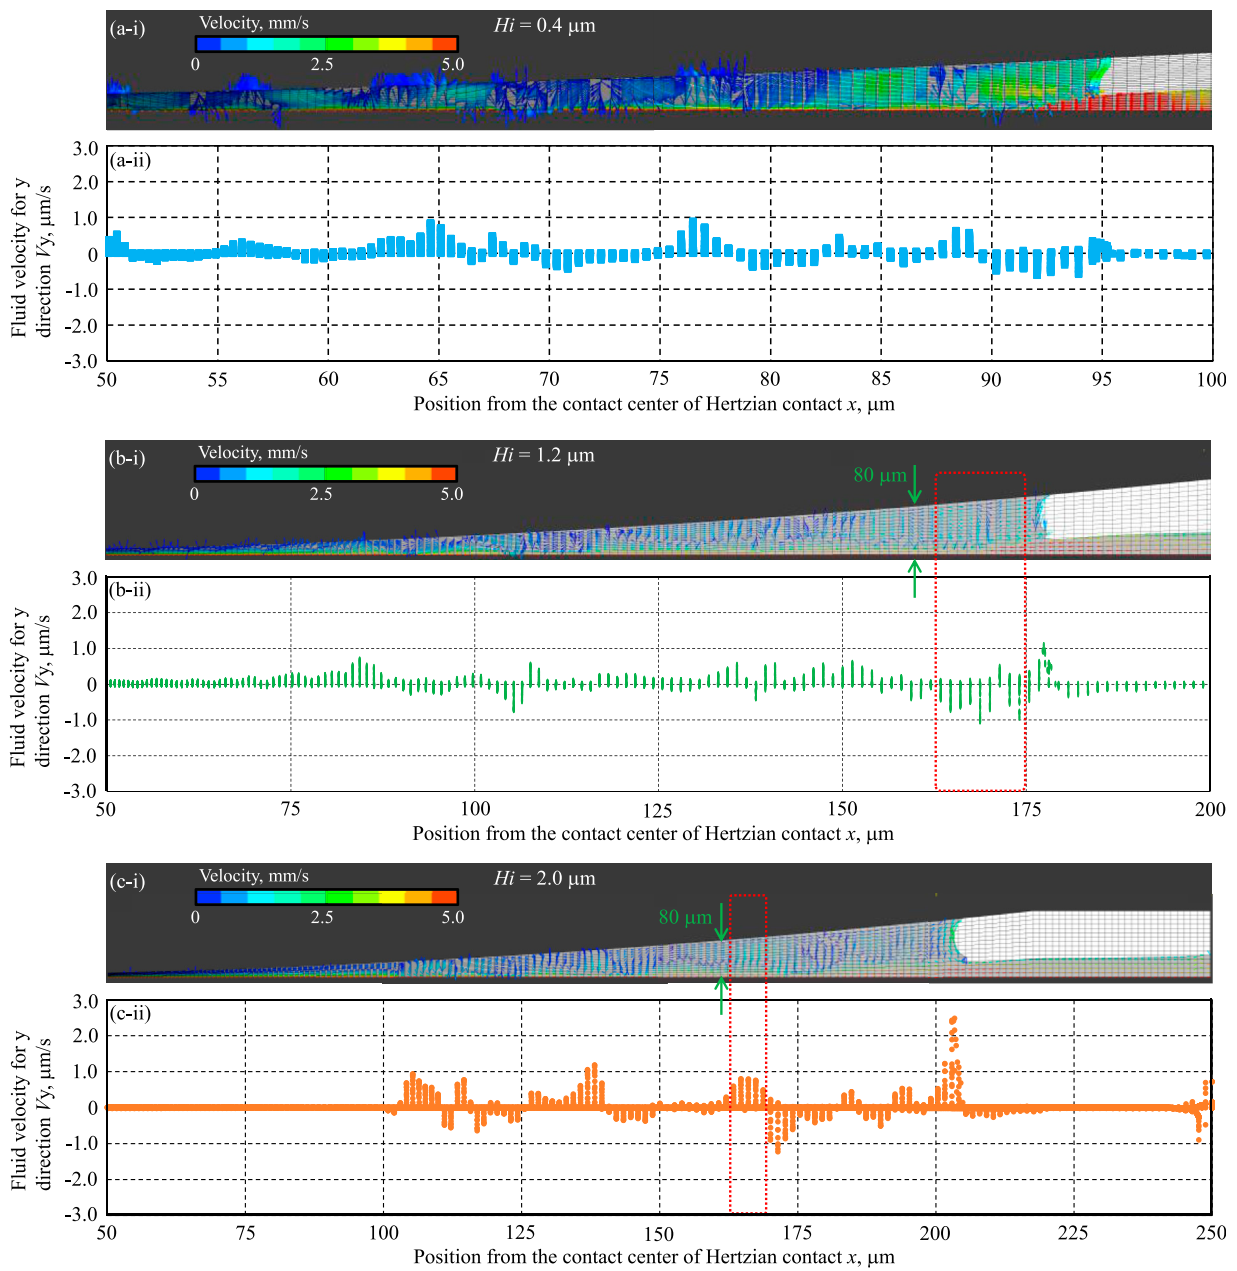 (a-i)
Velocity, mm/s
Hi = 0.4 μm
0 2.5 5.0
(a-ii)
Fluid velocity for y
direction Vy, μm/s
3.0
2.0
1.0
0
-1.0
-2.0
-3.0
50 55 60 65 70 75 80 85 90 95 100
Position from the contact center of Hertzian contact x, μm
(b-i)
Velocity, mm/s
Hi = 1.2 μm
0 2.5 5.0
80 μm
(b-ii)
Fluid velocity for y
direction Vy, μm/s
3.0
2.0
1.0
0
-1.0
-2.0
-3.0
50 75 100 125 150 175 200
Position from the contact center of Hertzian contact x, μm
(c-i)
Velocity, mm/s
Hi = 2.0 μm
0 2.5 5.0
80 μm
(c-ii)
Fluid velocity for y
direction Vy, μm/s
3.0
2.0
1.0
0
-1.0
-2.0
-3.0
50 100 125 150 175 200 225 250
Position from the contact center of Hertzian contact x, μm